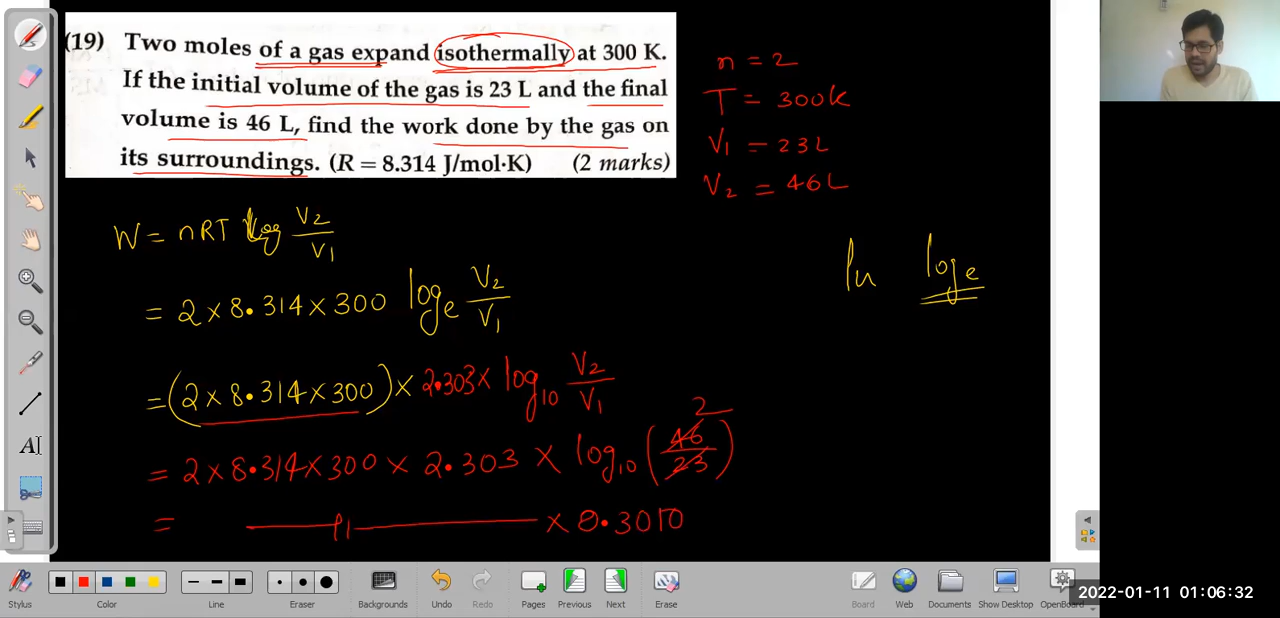 (19) Two moles of a gas expand isothermally at 300 K.
If the initial volume of the gas is 23 L and the final
volume is 46 L, find the work done by the gas on
its surroundings. (R = 8.314 J/mol·K) (2 marks)
n = 2
T = 300K
V1 = 23L
V2 = 46L
W = nRT log V2/V1
= 2 × 8.314 × 300 loge V2/V1
ln loge
= (2 × 8.314 × 300) × 2.303 × log10 V2/V1
2
= 2 × 8.314 × 300 × 2.303 × log10 (46/23)
= —— 11 —— × 0.3010
Stylus
Color
Line
Eraser
Backgrounds
Undo
Redo
Pages
Previous
Next
Erase
Board
Web
Documents
Show Desktop
OpenBoard
2022-01-11 01:06:32